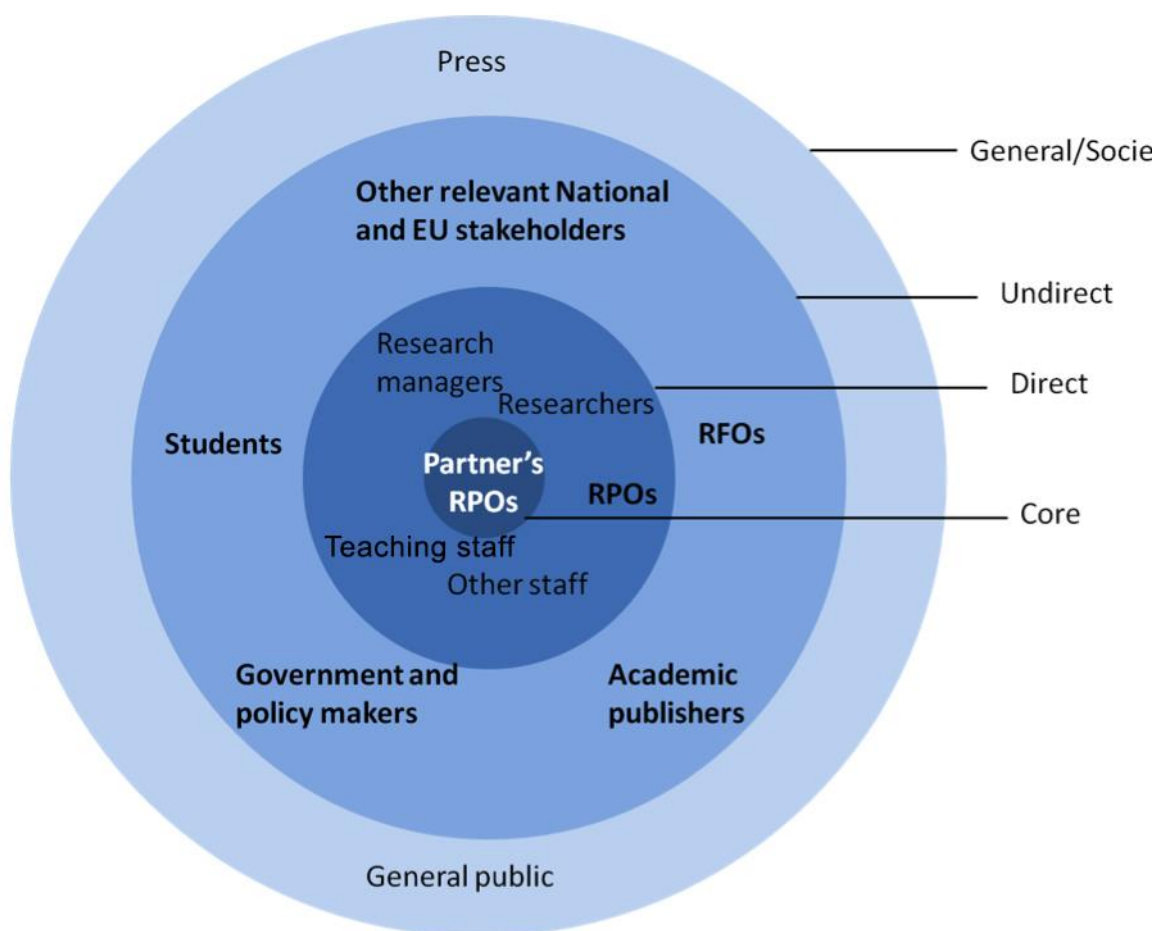 Press
General/Socie
Other relevant National
and EU stakeholders
Undirect
Research
managers
Direct
Researchers
Students
RFOs
Partner's
RPOs
RPOs
Core
Teaching staff
Other staff
Government and
policy makers
Academic
publishers
General public